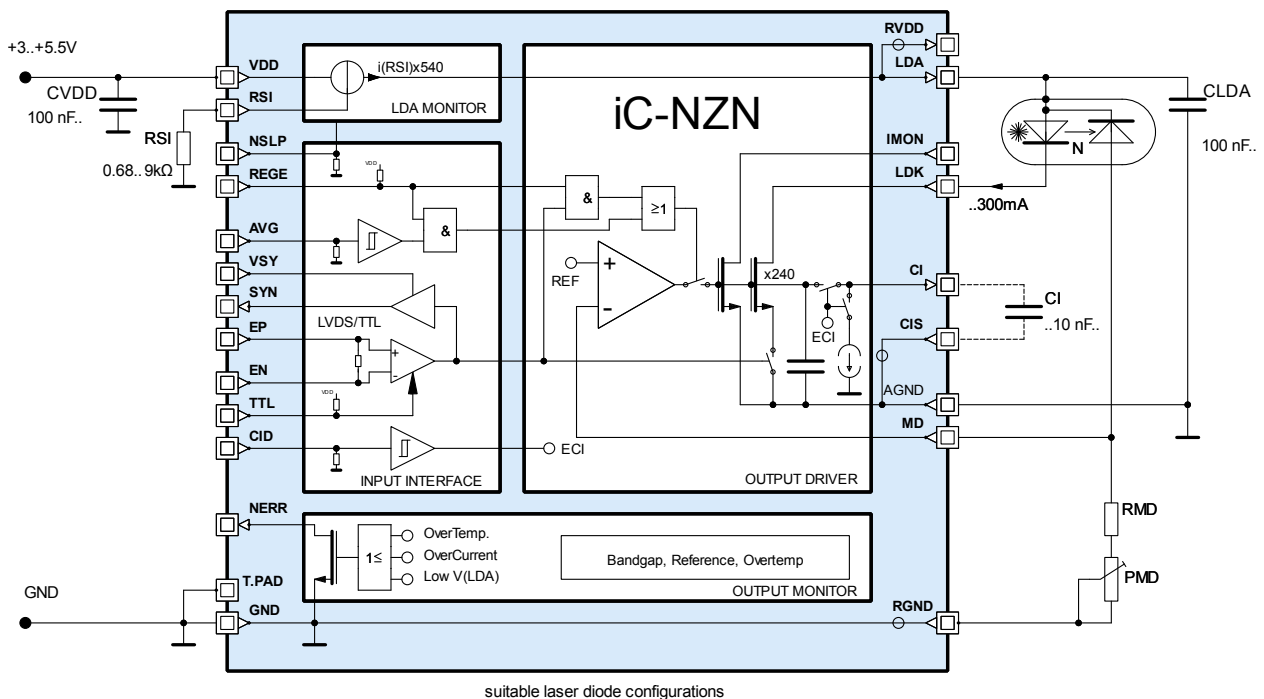 +3..+5.5V
CVDD
100 nF..
RSI
0.68..9kΩ
GND
VDD
RSI
NSLP
REGE
AVG
VSY
SYN
EP
EN
TTL
CID
NERR
T.PAD
GND
i(RSI)x540
LDA MONITOR
VDD
&
LVDS/TTL
+
-
VDD
ECI
INPUT INTERFACE
iC-NZN
&
≥1
REF
+
-
x240
ECI
OUTPUT DRIVER
1≤
OverTemp.
OverCurrent
Low V(LDA)
Bandgap, Reference, Overtemp
OUTPUT MONITOR
RVDD
LDA
IMON
LDK
CI
CIS
AGND
MD
RGND
N
..300mA
CLDA
100 nF..
CI
..10 nF..
RMD
PMD
suitable laser diode configurations